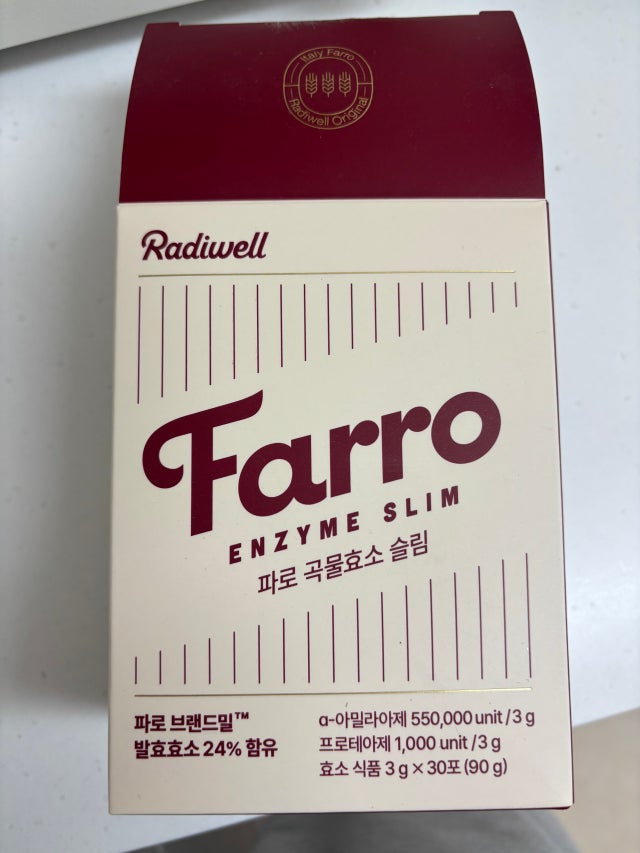 Italy Farro
Radiwell Original
Radiwell
Farro
ENZYME SLIM
파로 곡물효소 슬림
파로 브랜드밀™
발효효소 24% 함유
α-아밀라아제 550,000 unit /3 g
프로테아제 1,000 unit /3 g
효소 식품 3 g × 30포 (90 g)